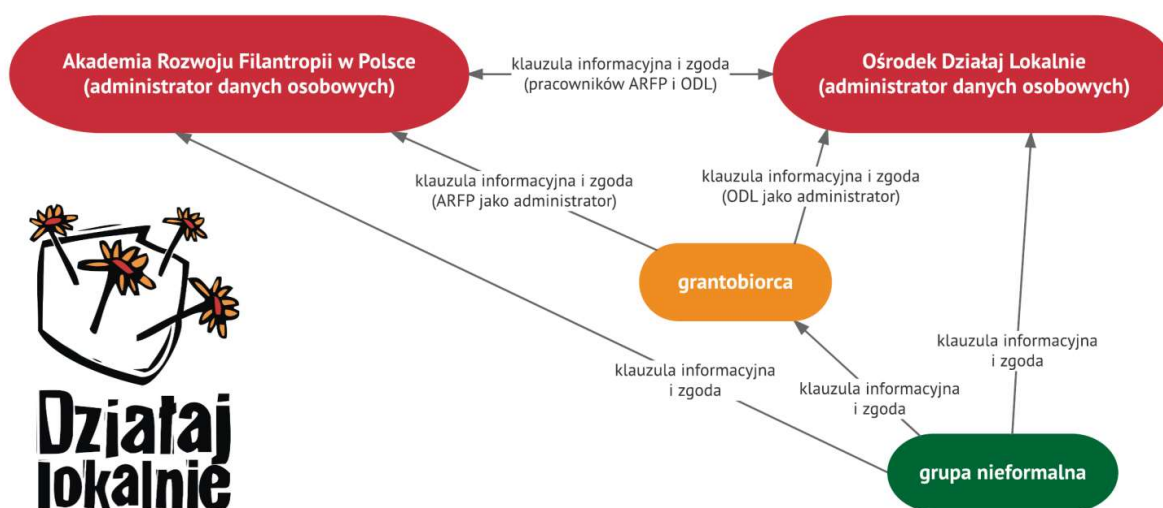 Akademia Rozwoju Filantropii w Polsce
(administrator danych osobowych)
klauzula informacyjna i zgoda
(pracowników ARFP i ODL)
Ośrodek Działaj Lokalnie
(administrator danych osobowych)
klauzula informacyjna i zgoda
(ARFP jako administrator)
klauzula informacyjna i zgoda
(ODL jako administrator)
grantobiorca
klauzula informacyjna
i zgoda
klauzula informacyjna
i zgoda
klauzula informacyjna
i zgoda
grupa nieformalna
Działaj
lokalnie